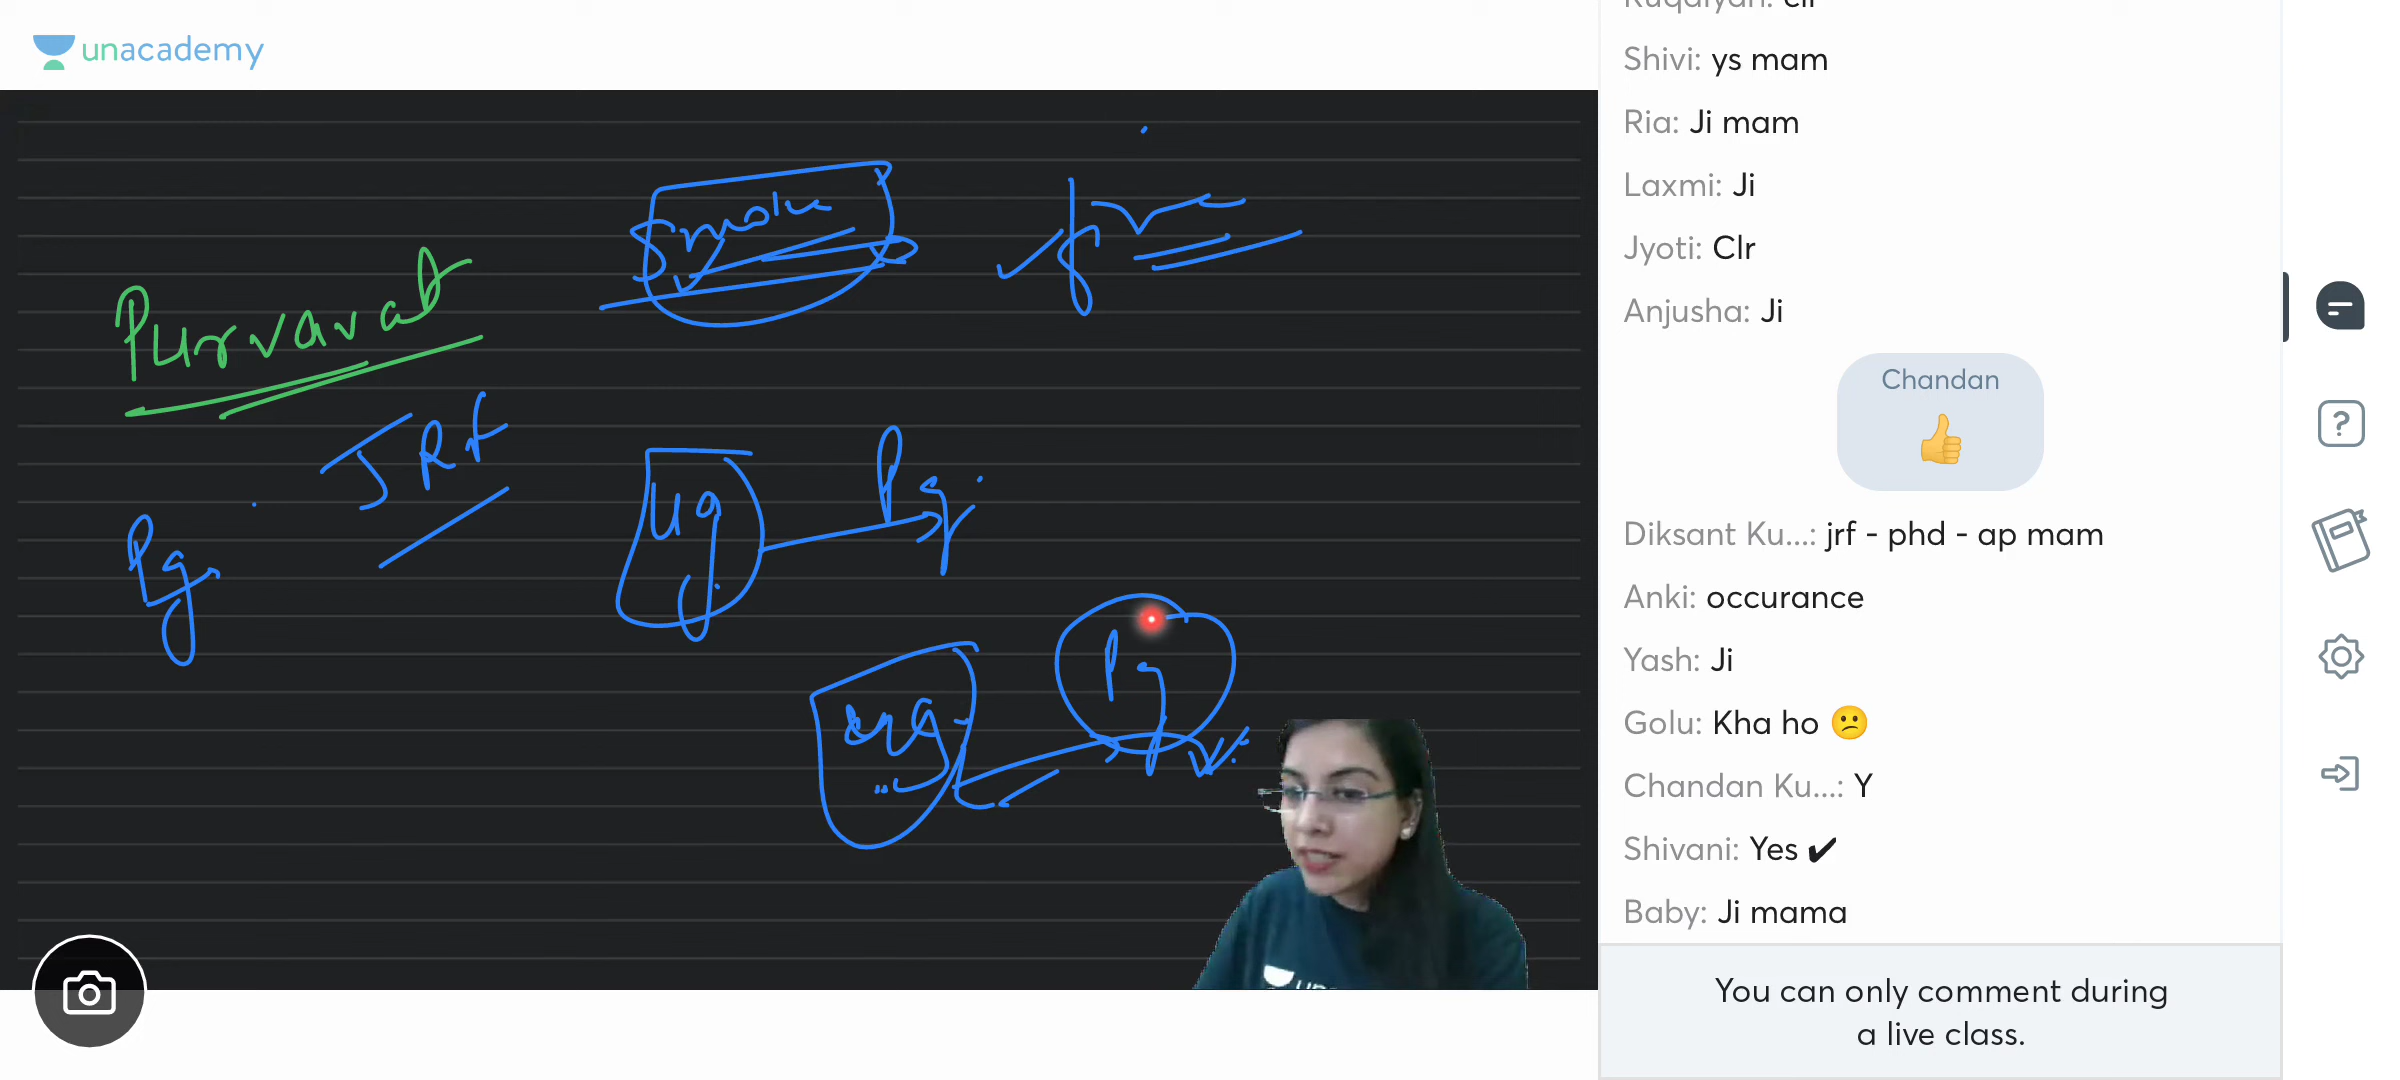 unacademy
Smoke
fire
Purvavat
JRF
Ug
Pg
Pg
Pg
Shivi: ys mam
Ria: Ji mam
Laxmi: Ji
Jyoti: Clr
Anjusha: Ji
Chandan
👍
Diksant Ku...: jrf - phd - ap mam
Anki: occurance
Yash: Ji
Golu: Kha ho 😕
Chandan Ku...: Y
Shivani: Yes ✔
Baby: Ji mama
You can only comment during
a live class.